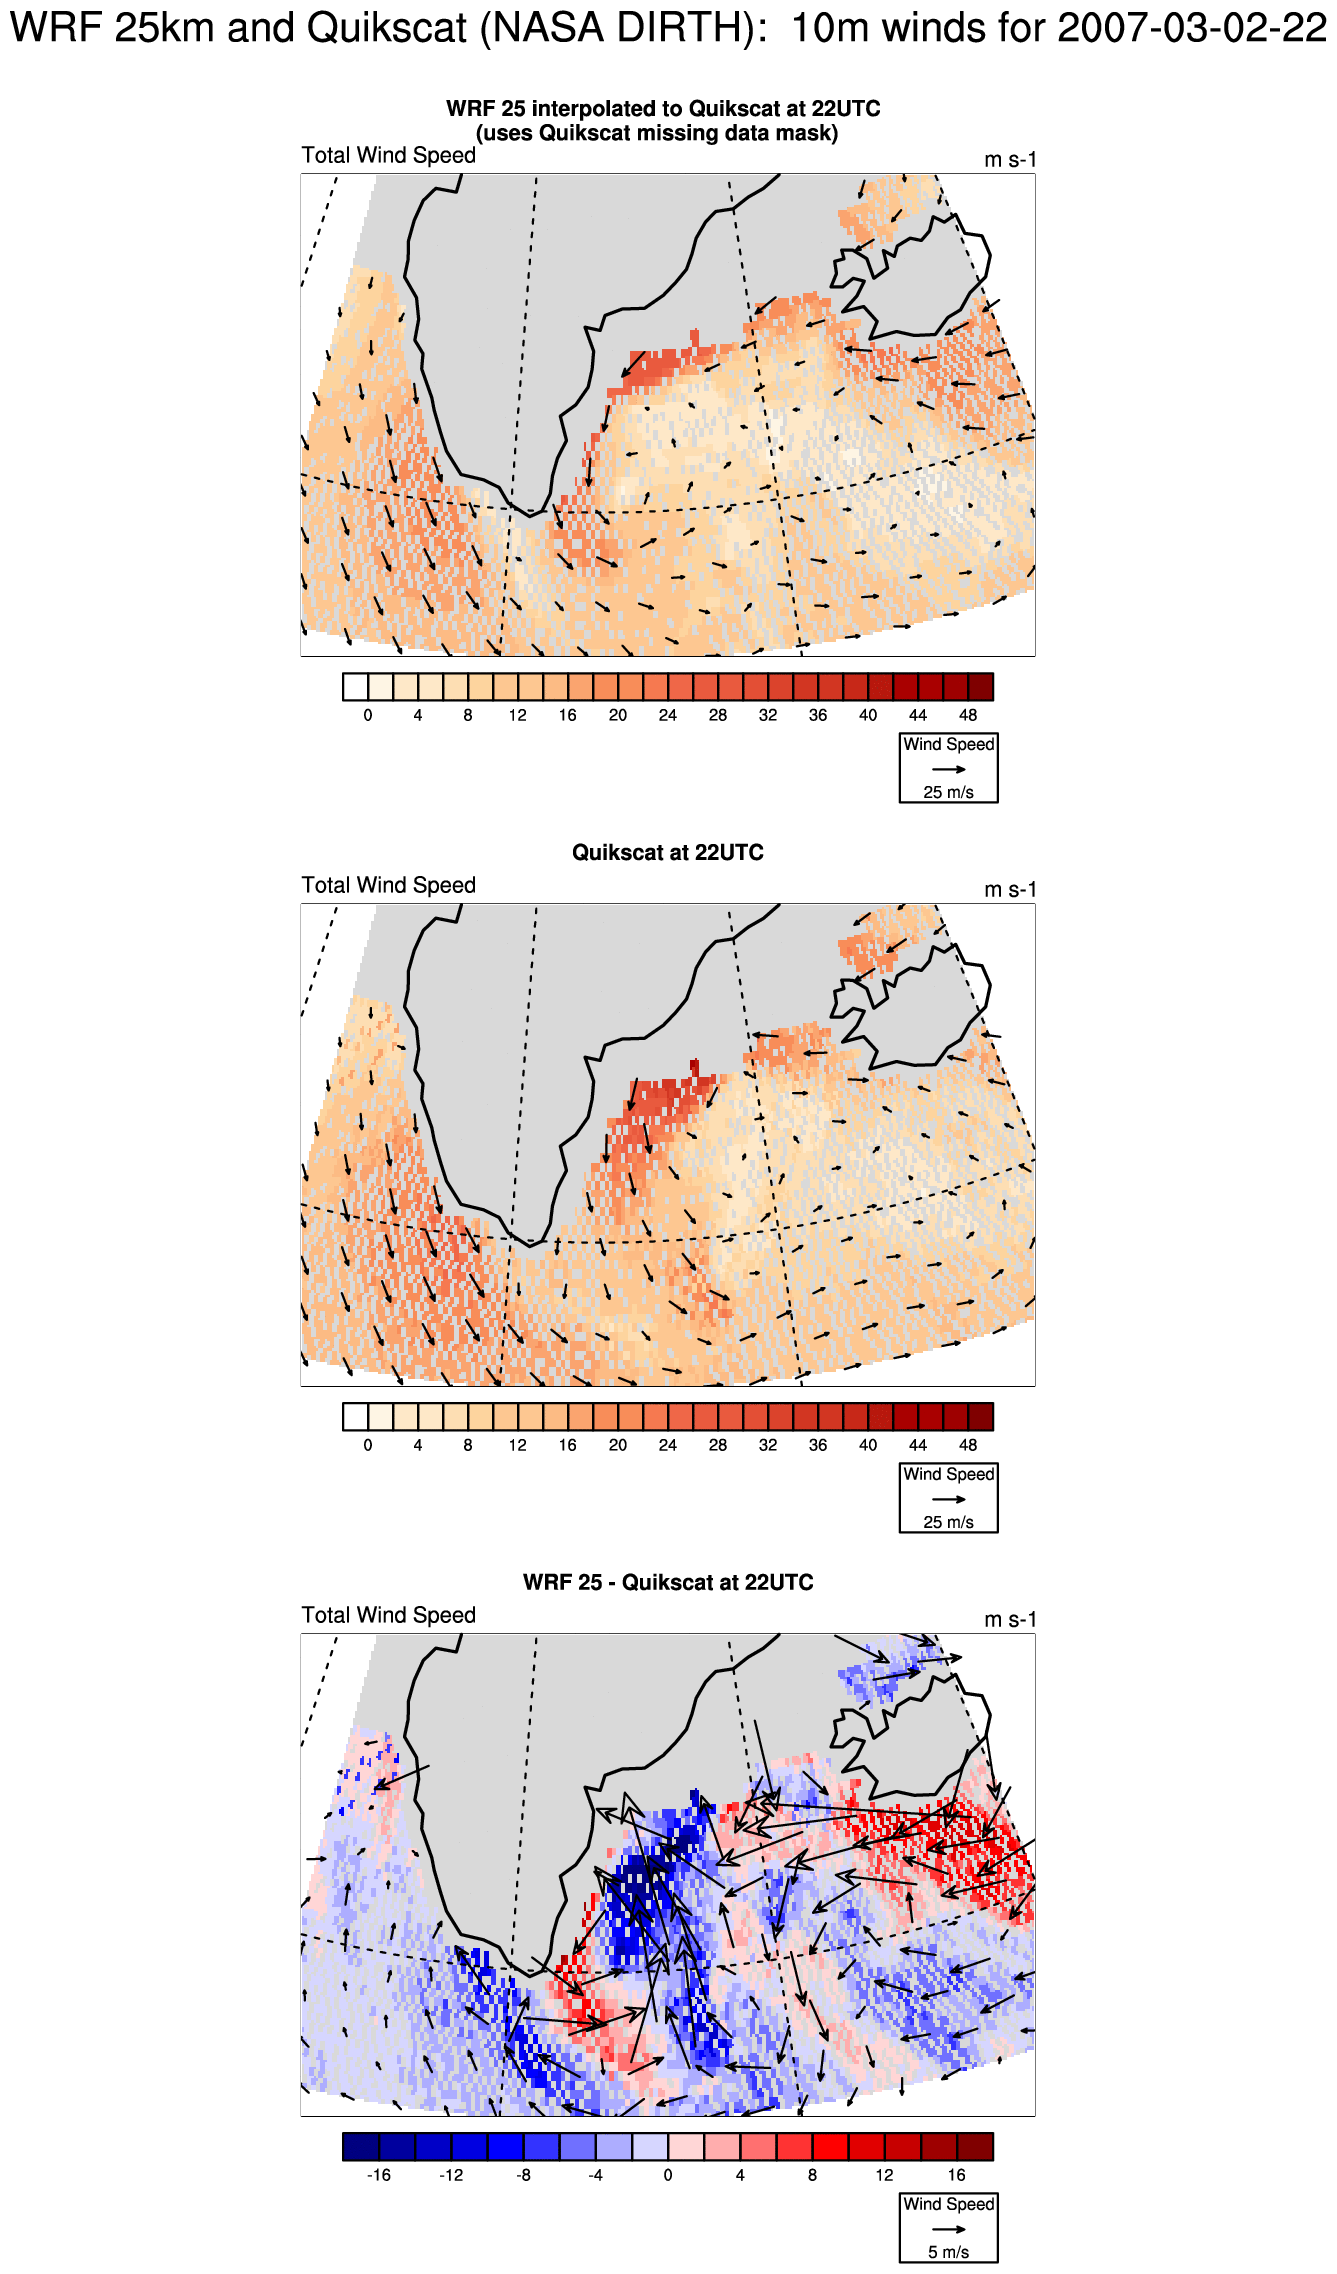 WRF 25km and Quikscat (NASA DIRTH):  10m winds for 2007-03-02-22
WRF 25 interpolated to Quikscat at 22UTC
(uses Quikscat missing data mask)
Total Wind Speed m s-1
0 4 8 12 16 20 24 28 32 36 40 44 48
Wind Speed
25 m/s
Quikscat at 22UTC
Total Wind Speed m s-1
0 4 8 12 16 20 24 28 32 36 40 44 48
Wind Speed
25 m/s
WRF 25 - Quikscat at 22UTC
Total Wind Speed m s-1
-16 -12 -8 -4 0 4 8 12 16
Wind Speed
5 m/s